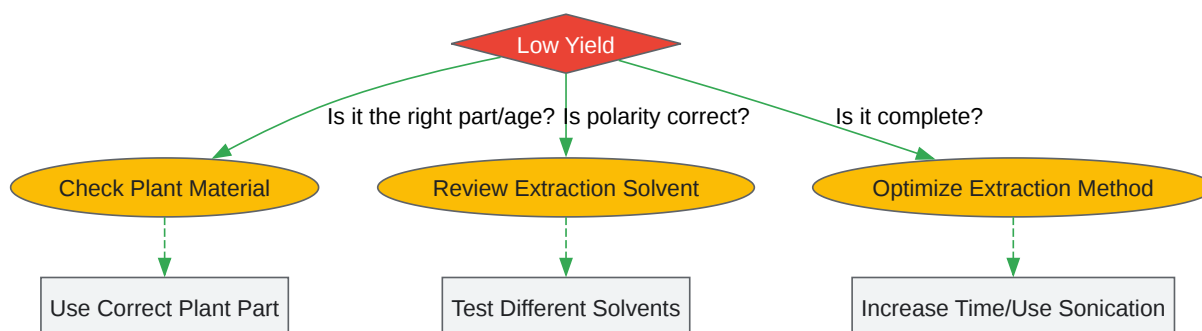 Low Yield
Is it the right part/age?
Is polarity correct?
Is it complete?
Check Plant Material
Review Extraction Solvent
Optimize Extraction Method
Use Correct Plant Part
Test Different Solvents
Increase Time/Use Sonication